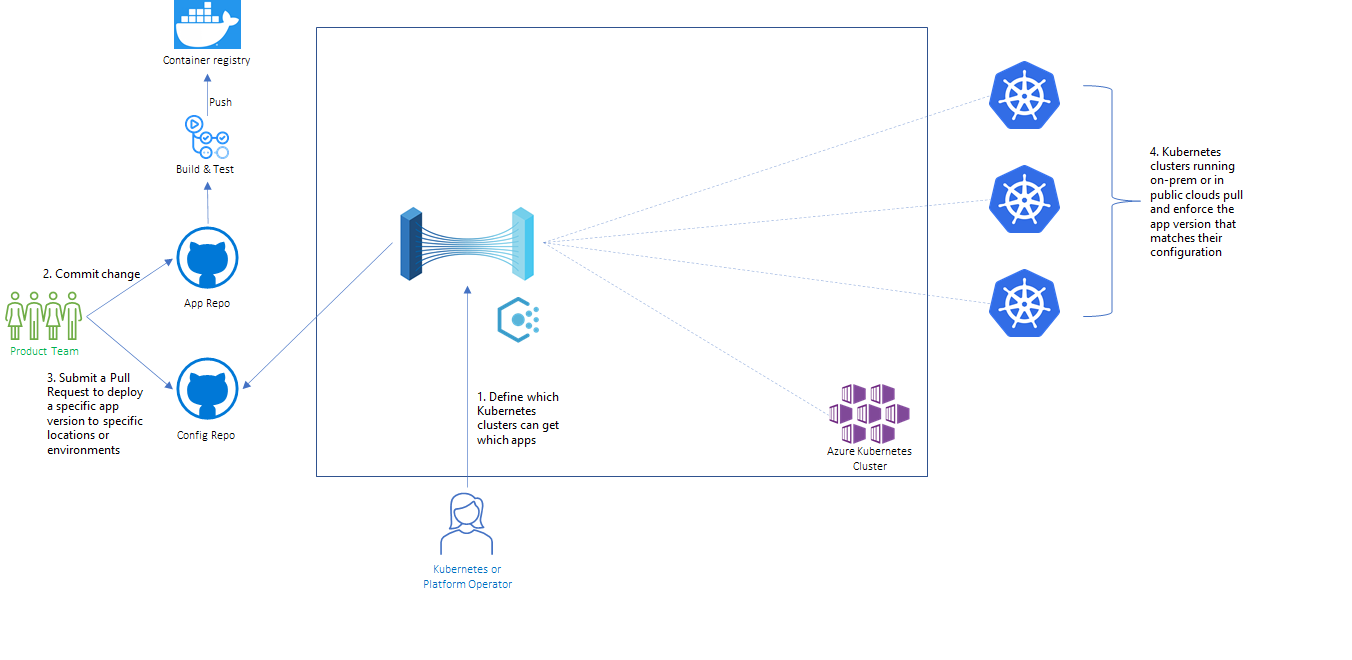 Container registry
Push
Build & Test
2. Commit change
App Repo
Product Team
3. Submit a Pull
Request to deploy
a specific app
version to specific
locations or
environments
Config Repo
1. Define which
Kubernetes
clusters can get
which apps
Kubernetes or
Platform Operator
Azure Kubernetes
Cluster
4. Kubernetes
clusters running
on-prem or in
public clouds pull
and enforce the
app version that
matches their
configuration